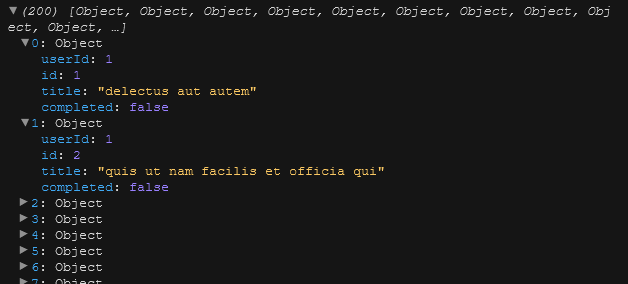 ▼(200) [Object, Object, Object, Object, Object, Object, Object, Object, Obj
ect, Object, …]
▼0: Object
userId: 1
id: 1
title: "delectus aut autem"
completed: false
▼1: Object
userId: 1
id: 2
title: "quis ut nam facilis et officia qui"
completed: false
▶2: Object
▶3: Object
▶4: Object
▶5: Object
▶6: Object
▶7: Object